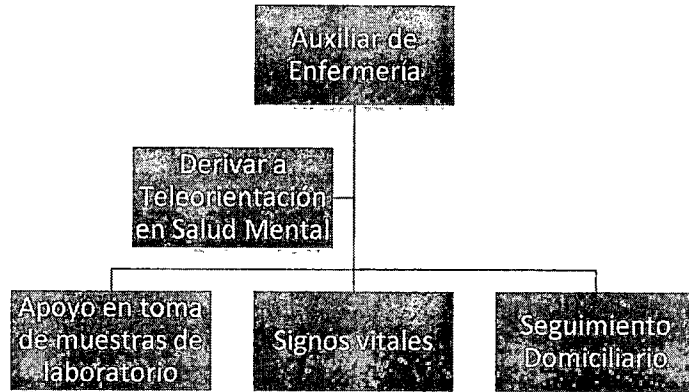 Auxiliar de
Enfermería
Derivar a
Teleorientación
en Salud Mental
Apoyo en toma
de muestras de
laboratorio
Signos vitales
Seguimiento
Domiciliario